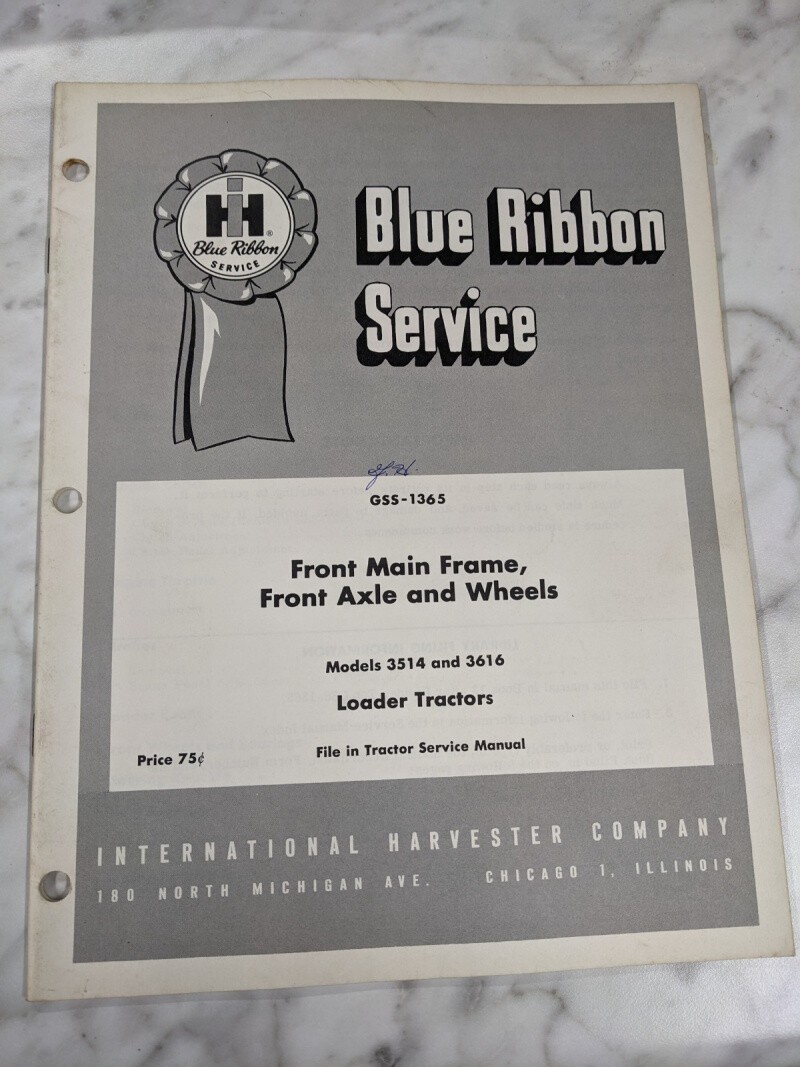 IH ®
Blue Ribbon
SERVICE
Blue Ribbon
Service
GSS-1365
Front Main Frame,
Front Axle and Wheels
Models 3514 and 3616
Loader Tractors
File in Tractor Service Manual
Price 75¢
INTERNATIONAL HARVESTER COMPANY
180 NORTH MICHIGAN AVE. CHICAGO 1, ILLINOIS